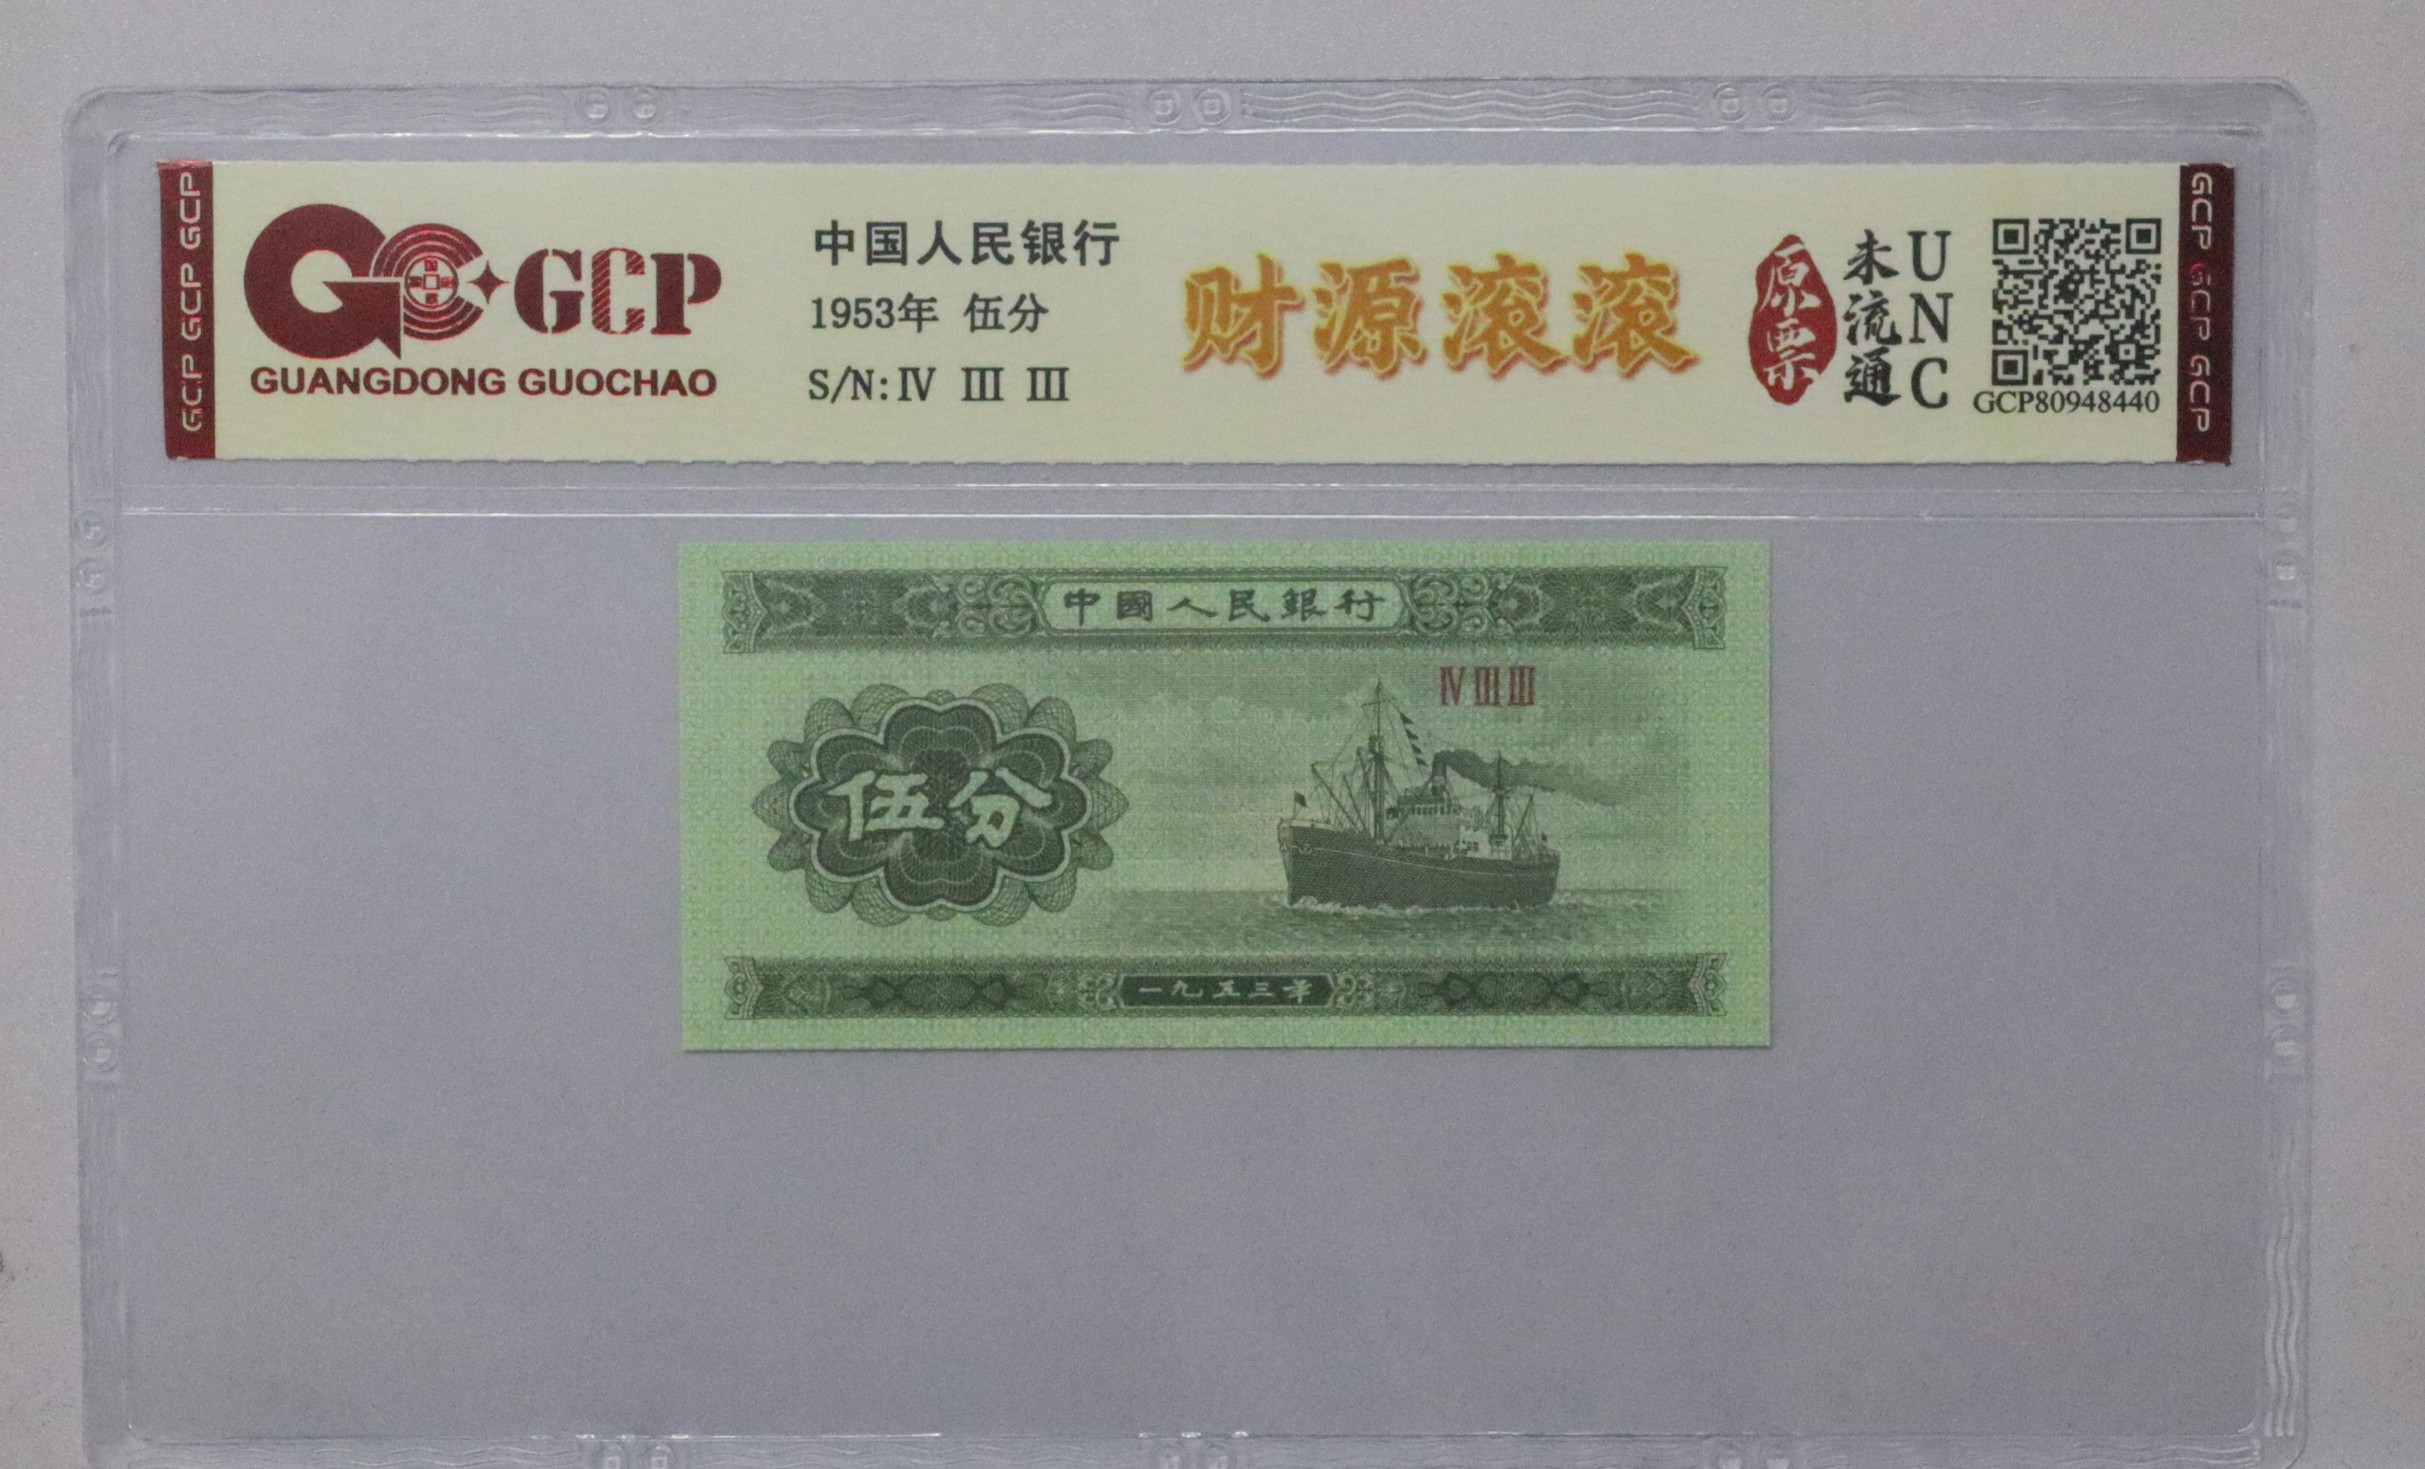 GCP GCP GCP
GCP
GUANGDONG GUOCHAO
中国人民银行
1953年 伍分
S/N: IV III III
财源滚滚
原票
未流通
UNC
GCP80948440
GCP GCP GCP
中國人民銀行
IV III III
伍分
一九五三年